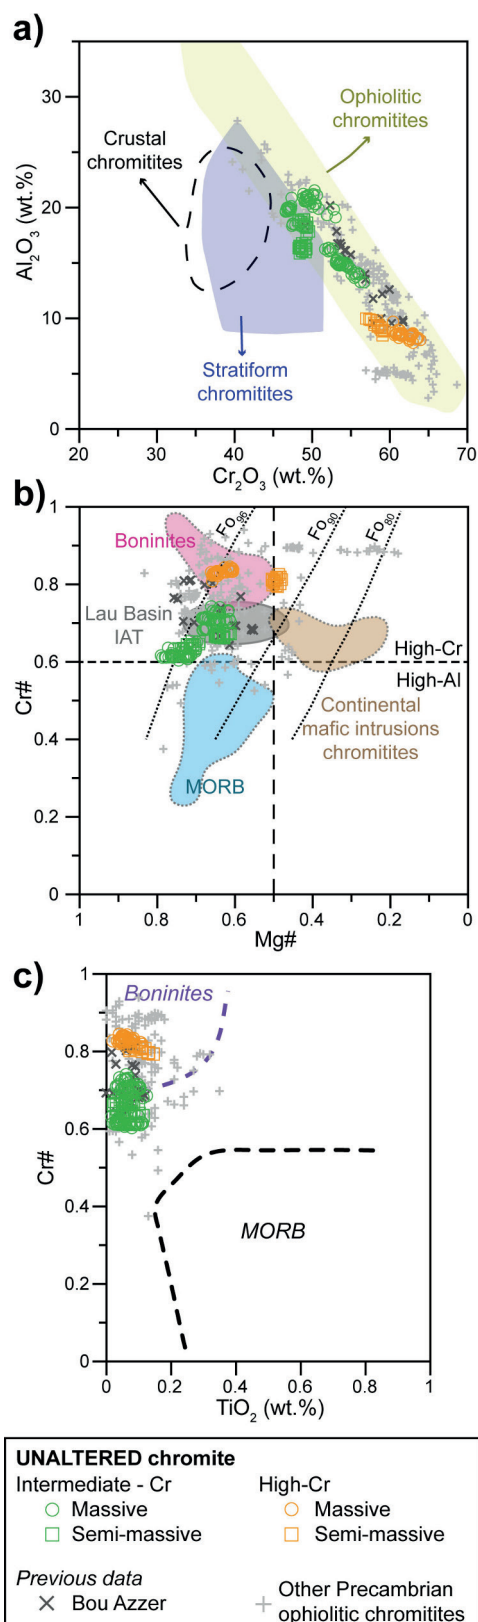 a)
Al₂O₃ (wt.%)
30
20
10
0
Crustal
chromitites
Ophiolitic
chromitites
Stratiform
chromitites
20
30
40
50
60
70
Cr₂O₃ (wt.%)
b)
Cr#
1
0.8
0.6
0.4
0.2
0
Fo₉₆
Fo₉₀
Fo₈₀
Boninites
Lau Basin
IAT
High-Cr
High-Al
Continental
mafic intrusions
chromitites
MORB
1
0.8
0.6
0.4
0.2
0
Mg#
c)
Cr#
1
0.8
0.6
0.4
0.2
0
Boninites
MORB
0
0.2
0.4
0.6
0.8
1
TiO₂ (wt.%)
UNALTERED chromite
Intermediate - Cr
High-Cr
Massive
Massive
Semi-massive
Semi-massive
Previous data
Bou Azzer
Other Precambrian
ophiolitic chromitites